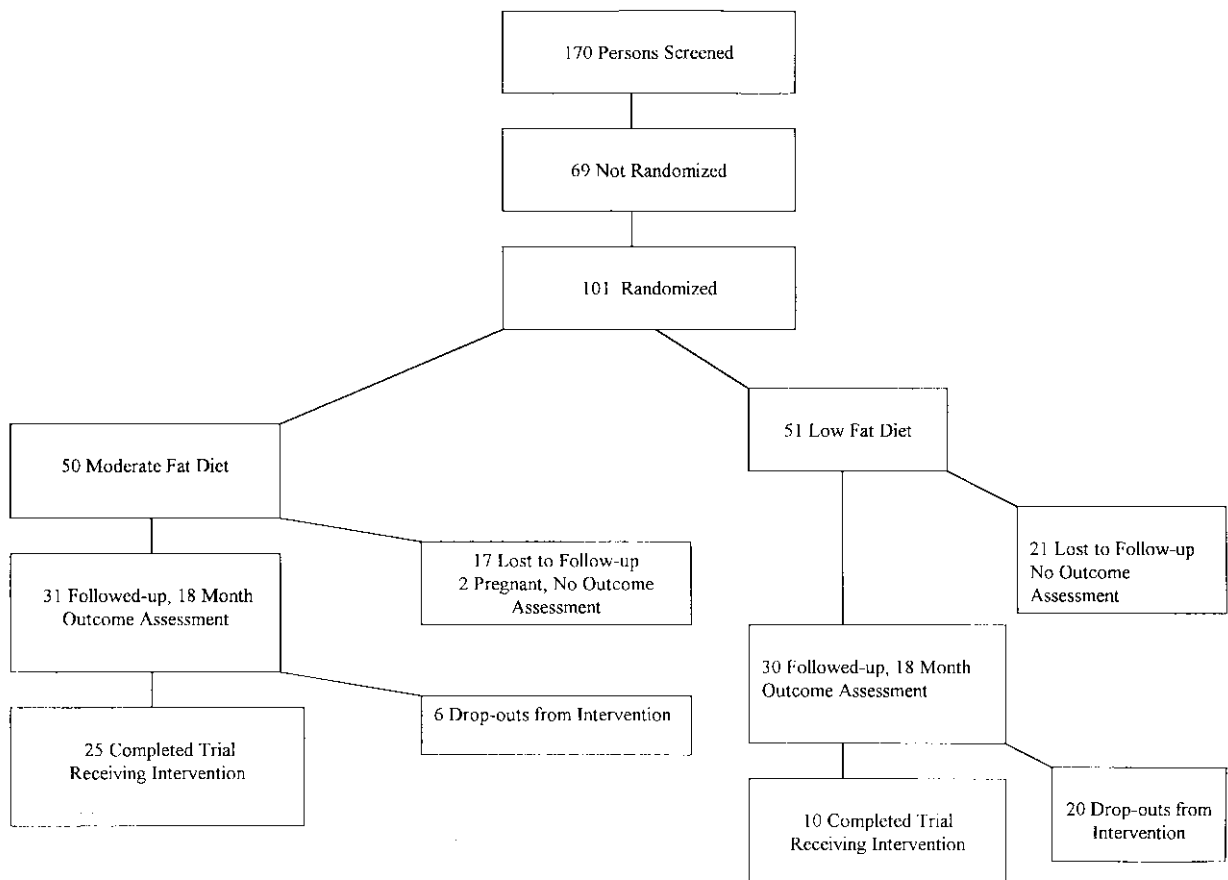 170 Persons Screened
69 Not Randomized
101 Randomized
50 Moderate Fat Diet
51 Low Fat Diet
17 Lost to Follow-up
2 Pregnant, No Outcome
Assessment
21 Lost to Follow-up
No Outcome
Assessment
31 Followed-up, 18 Month
Outcome Assessment
30 Followed-up, 18 Month
Outcome Assessment
6 Drop-outs from Intervention
25 Completed Trial
Receiving Intervention
10 Completed Trial
Receiving Intervention
20 Drop-outs from
Intervention